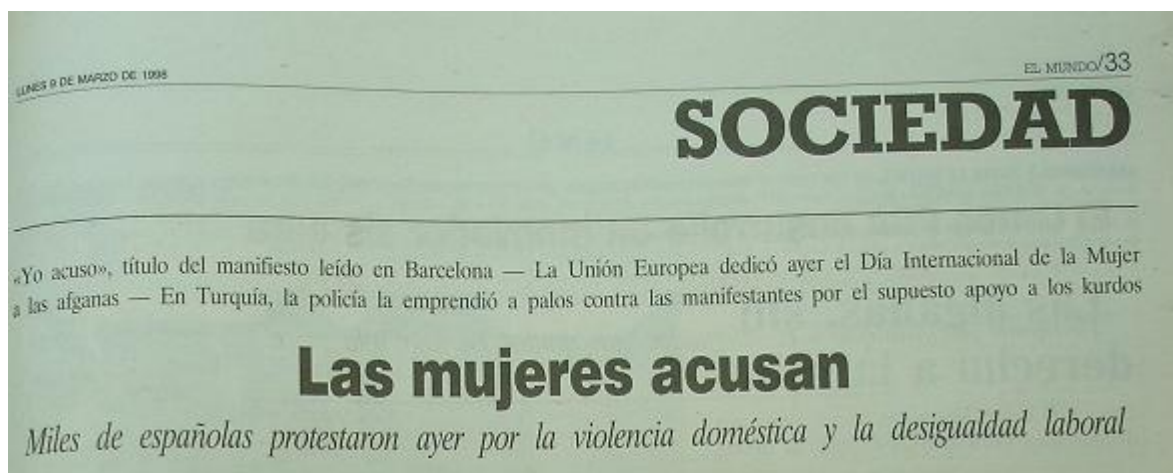 LUNES 9 DE MARZO DE 1998
EL MUNDO/33
SOCIEDAD
«Yo acuso», título del manifiesto leído en Barcelona — La Unión Europea dedicó ayer el Día Internacional de la Mujer
a las afganas — En Turquía, la policía la emprendió a palos contra las manifestantes por el supuesto apoyo a los kurdos
Las mujeres acusan
Miles de españolas protestaron ayer por la violencia doméstica y la desigualdad laboral